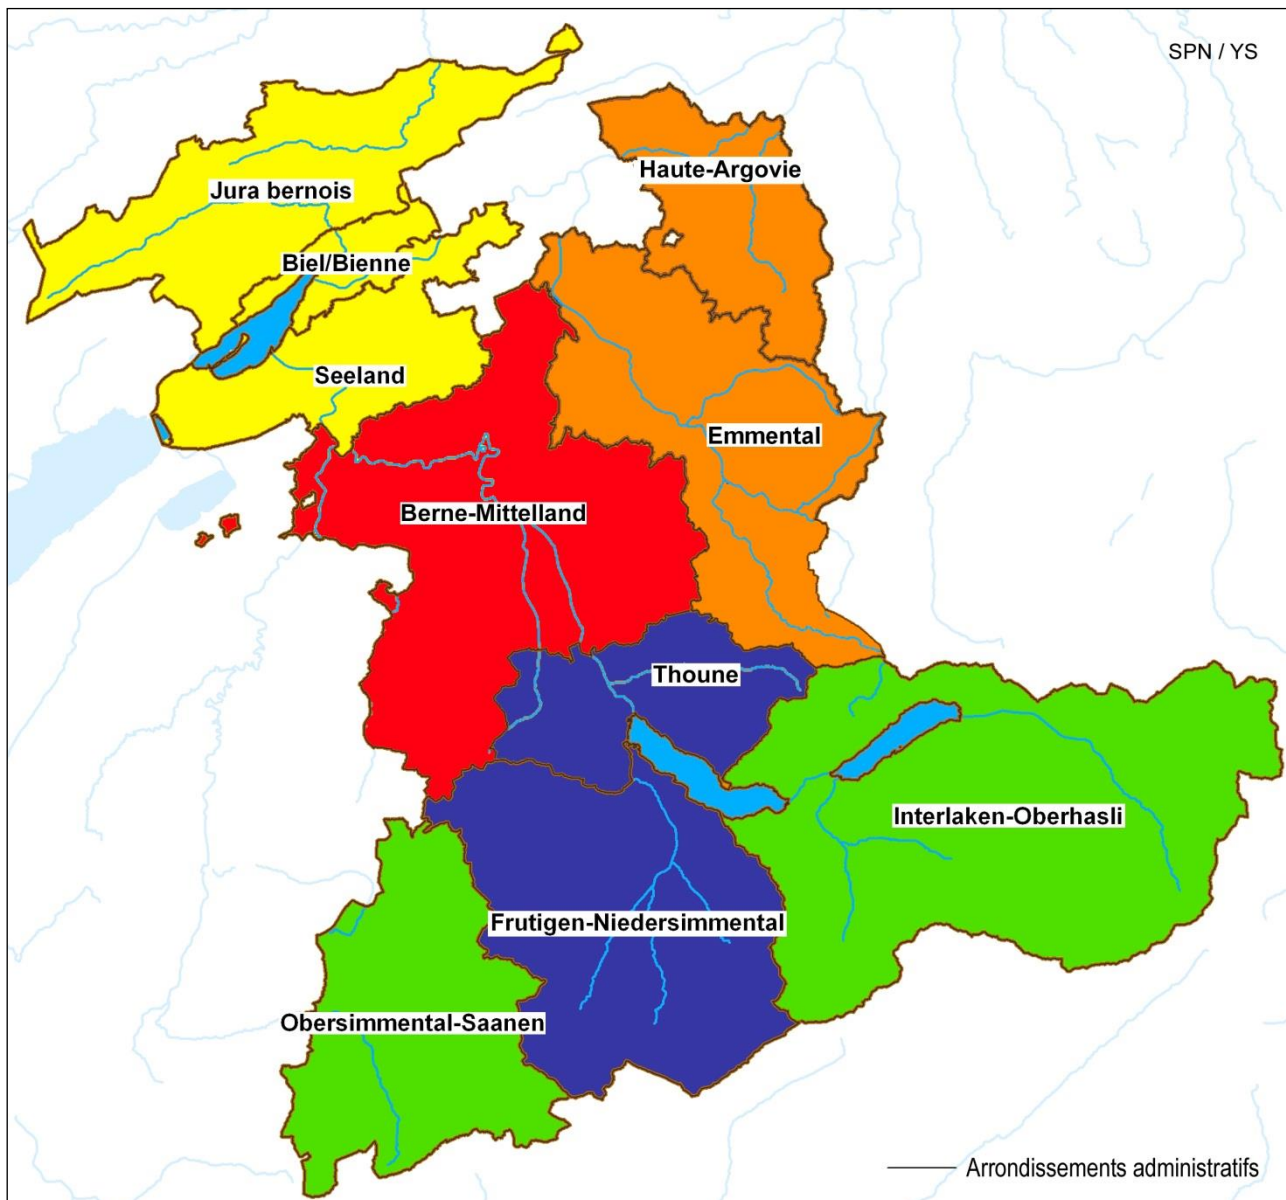 SPN / YS
Haute-Argovie
Jura bernois
Biel/Bienne
Seeland
Emmental
Berne-Mittelland
Thoune
Interlaken-Oberhasli
Frutigen-Niedersimmental
Obersimmental-Saanen
Arrondissements administratifs